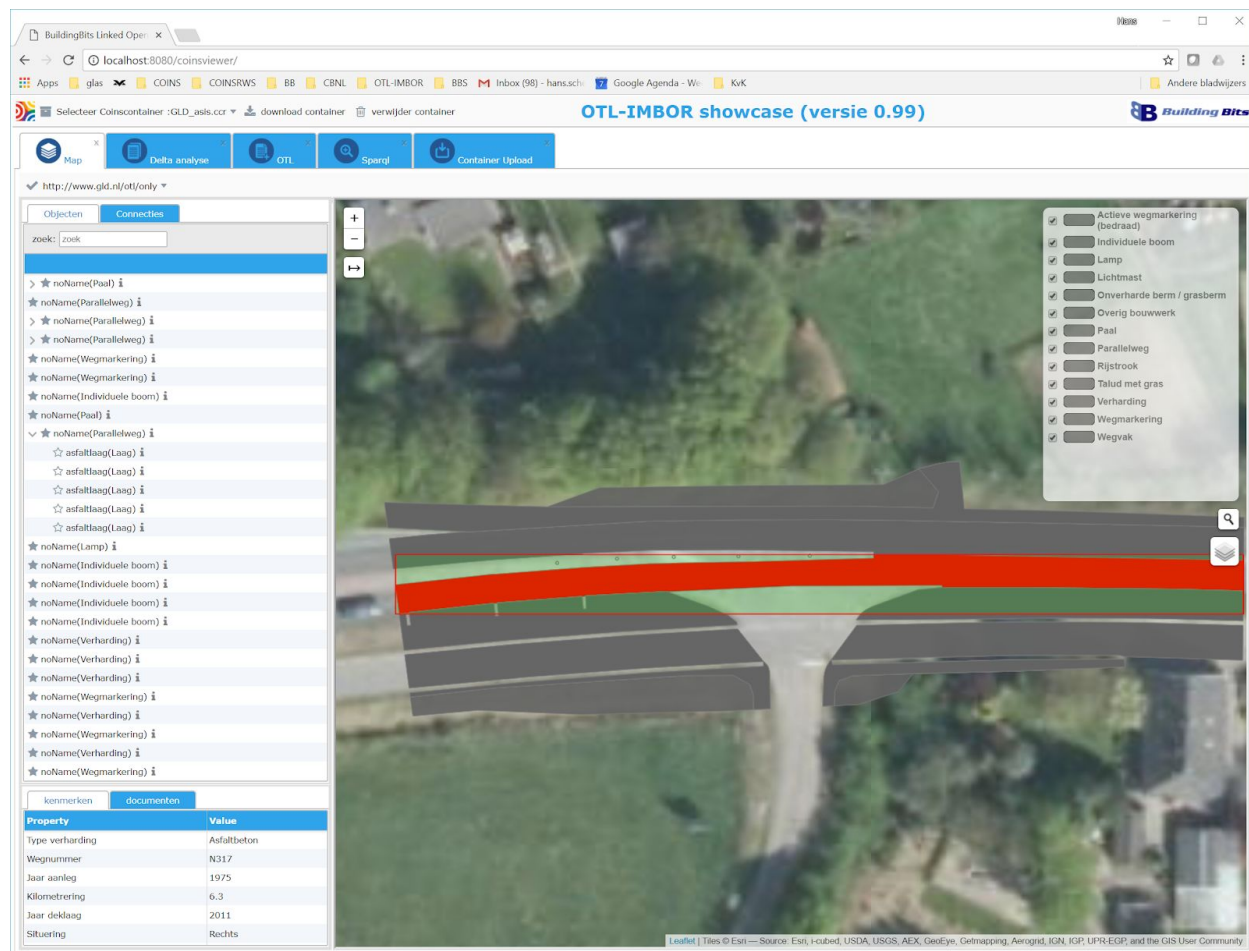 Hans
BuildingBits Linked Open
localhost:8080/coinsviewer/
Apps glas COINS COINSRWS BB CBNL OTL-IMBOR BBS Inbox (98) - hans.sch Google Agenda - We KvK Andere bladwijzers
Selecteer Coinscontainer :GLD_asis.ccr download container verwijder container OTL-IMBOR showcase (versie 0.99) Building Bits
Map Delta analyse OTL Sparql Container Upload
http://www.gld.nl/otl/only
Objecten Connecties
zoek: zoek
noName(Paal)
noName(Parallelweg)
noName(Parallelweg)
noName(Parallelweg)
noName(Wegmarkering)
noName(Wegmarkering)
noName(Individuele boom)
noName(Paal)
noName(Parallelweg)
asfaltlaag(Laag)
asfaltlaag(Laag)
asfaltlaag(Laag)
asfaltlaag(Laag)
asfaltlaag(Laag)
noName(Lamp)
noName(Individuele boom)
noName(Individuele boom)
noName(Individuele boom)
noName(Individuele boom)
noName(Verharding)
noName(Verharding)
noName(Verharding)
noName(Wegmarkering)
noName(Verharding)
noName(Wegmarkering)
noName(Verharding)
noName(Wegmarkering)
kenmerken documenten
Property Value
Type verharding Asfaltbeton
Wegnummer N317
Jaar aanleg 1975
Kilometrering 6.3
Jaar deklaag 2011
Situering Rechts
+
−
Actieve wegmarkering
(bedraad)
Individuele boom
Lamp
Lichtmast
Onverharde berm / grasberm
Overig bouwwerk
Paal
Parallelweg
Rijstrook
Talud met gras
Verharding
Wegmarkering
Wegvak
Leaflet | Tiles © Esri — Source: Esri, i-cubed, USDA, USGS, AEX, GeoEye, Getmapping, Aerogrid, IGN, IGP, UPR-EGP, and the GIS User Community